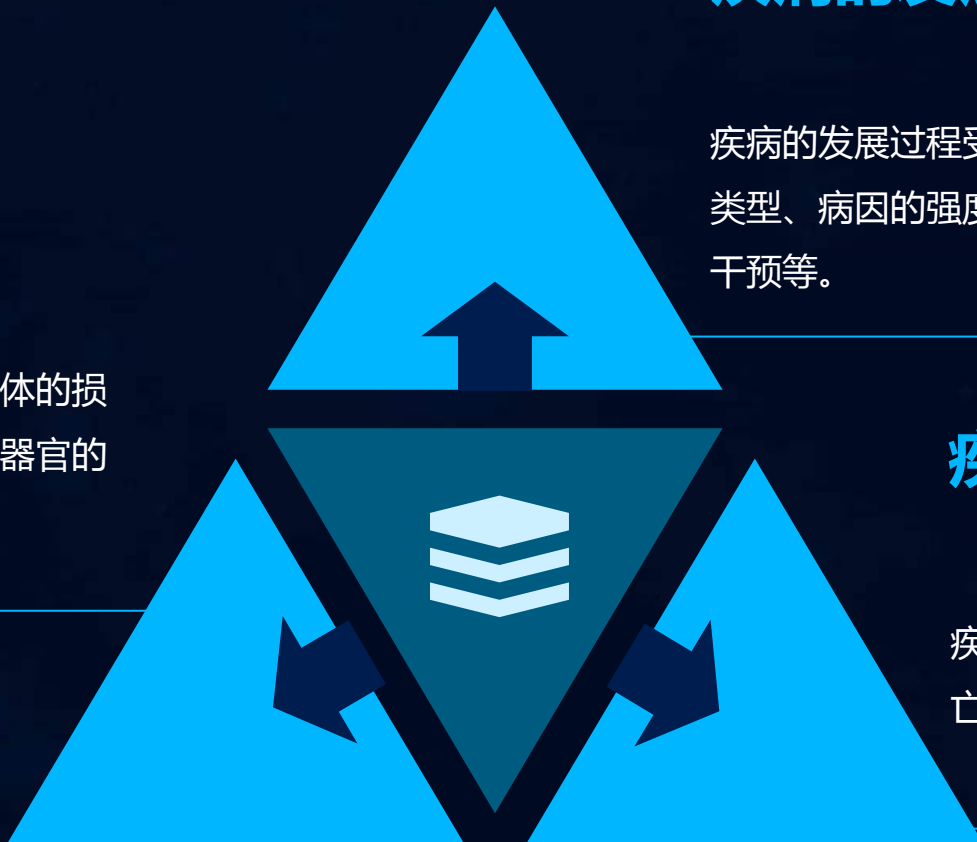 疾病的发展过程受
类型、病因的强度
干预等。
体的损
器官的
疾
疾
亡